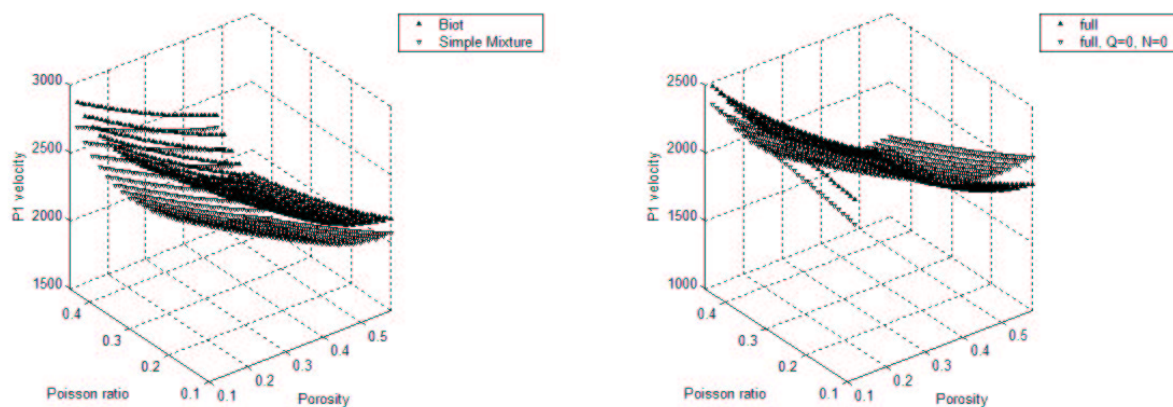 Biot
Simple Mixture
3000
2500
2000
1500
P1 velocity
0.4
0.3
0.2
0.1
Poisson ratio
0.1
0.2
0.3
0.4
0.5
Porosity
full
full, Q=0, N=0
2500
2000
1500
1000
P1 velocity
0.4
0.3
0.2
0.1
Poisson ratio
0.1
0.2
0.3
0.4
0.5
Porosity